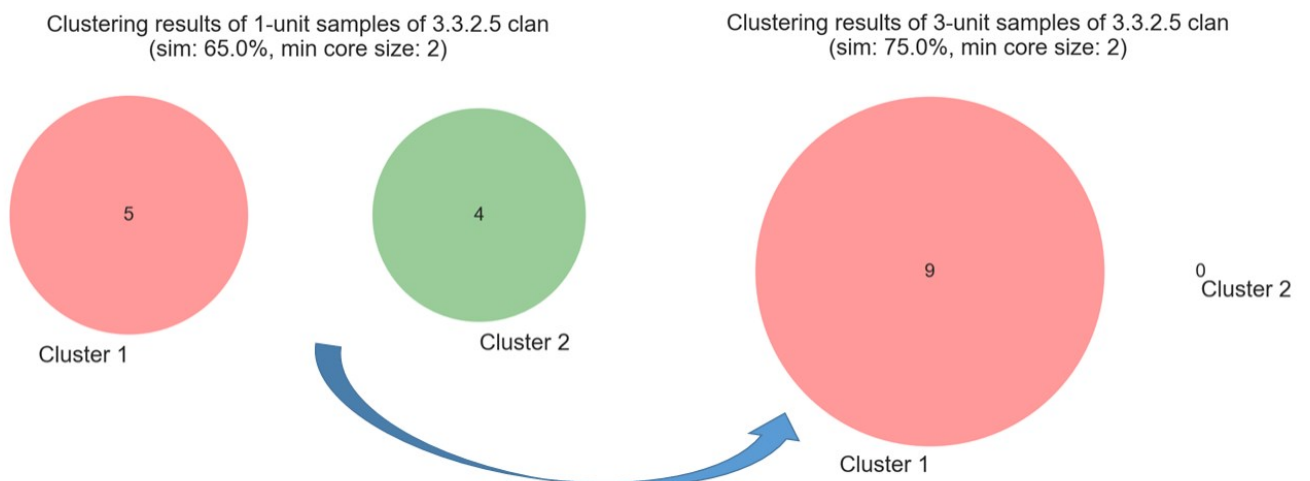 Clustering results of 1-unit samples of 3.3.2.5 clan
(sim: 65.0%, min core size: 2)
5
4
Cluster 1
Cluster 2
Clustering results of 3-unit samples of 3.3.2.5 clan
(sim: 75.0%, min core size: 2)
9
0
Cluster 2
Cluster 1